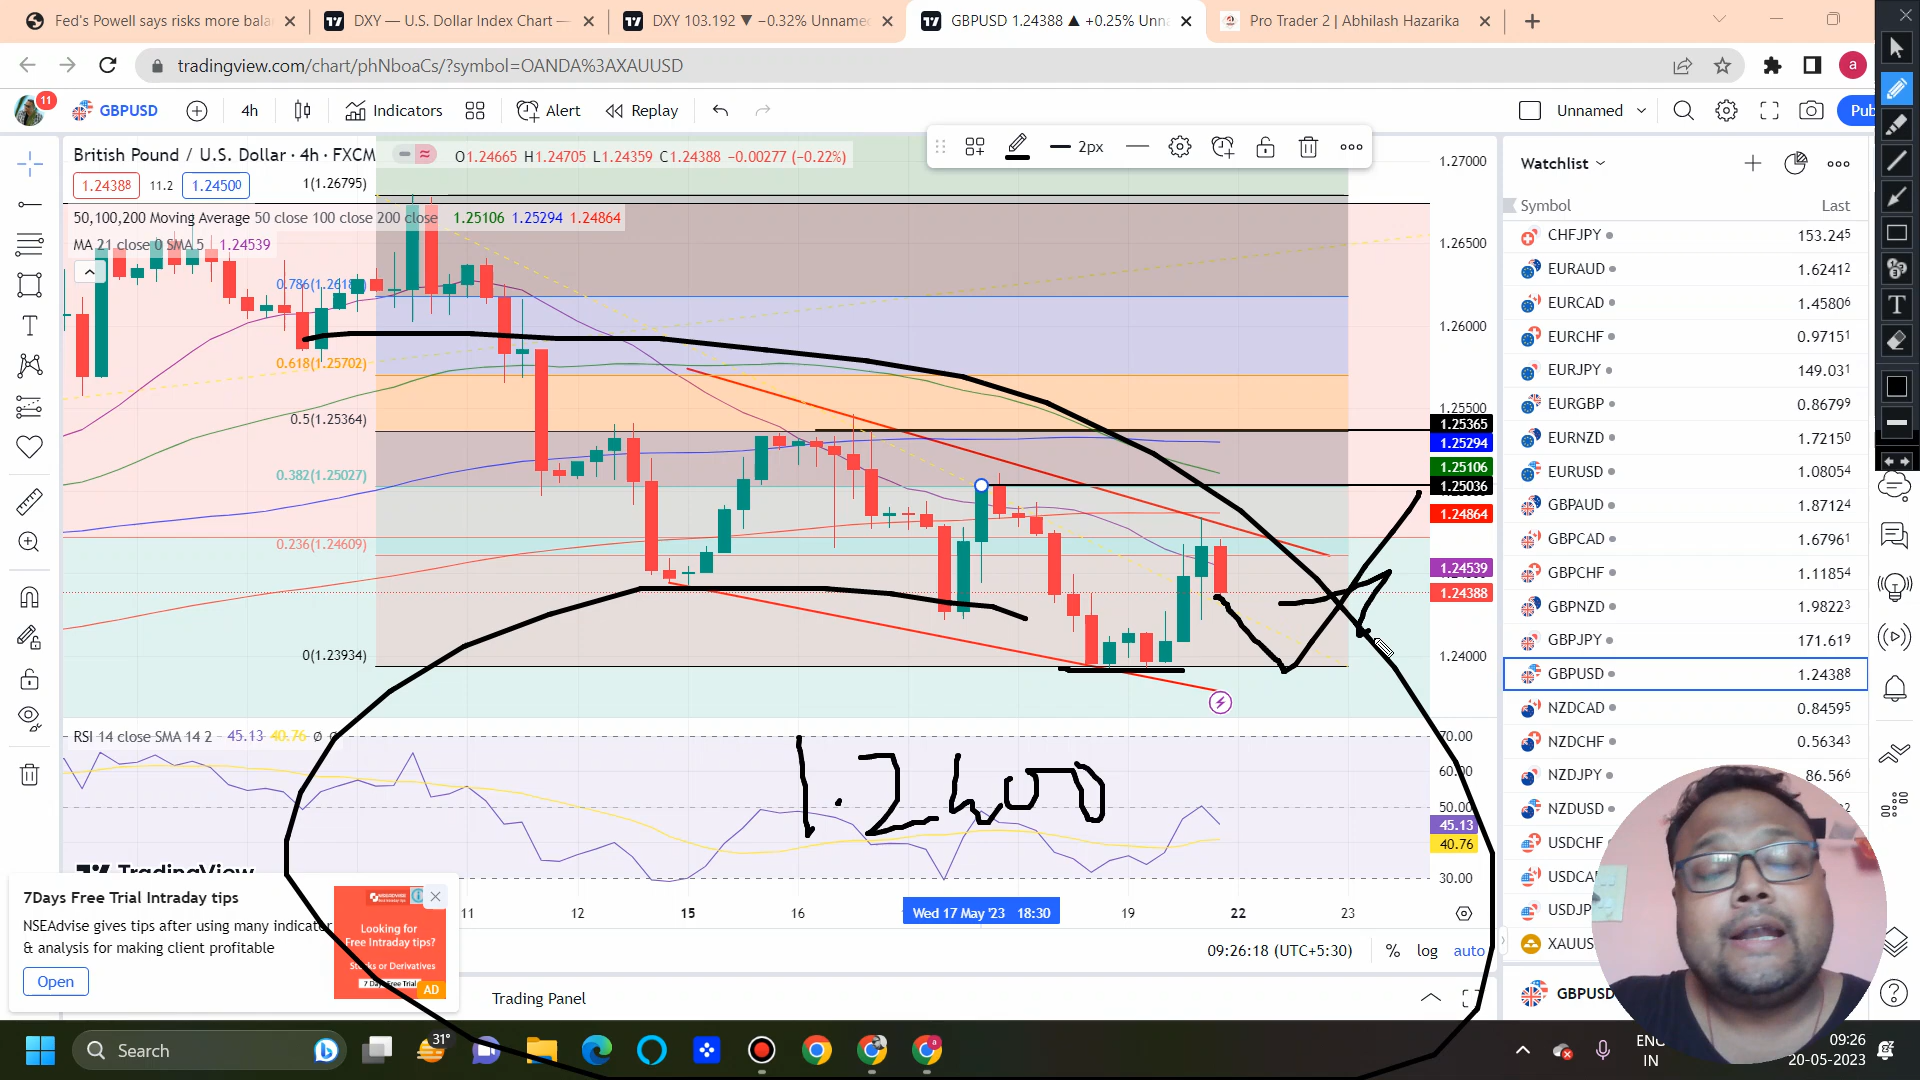 Fed's Powell says risks more bala
DXY — U.S. Dollar Index Chart —
DXY 103.192 ▼ −0.32% Unname
GBPUSD 1.24388 ▲ +0.25% Unn
Pro Trader 2 | Abhilash Hazarika
tradingview.com/chart/phNboaCs/?symbol=OANDA%3AXAUUSD
a
11
GBPUSD
4h
Indicators
Alert
Replay
Unnamed
Pub
2px
British Pound / U.S. Dollar · 4h · FXCM
O1.24665 H1.24705 L1.24359 C1.24388 −0.00277 (−0.22%)
1.24388
11.2
1.24500
50,100,200 Moving Average 50 close 100 close 200 close 1.25106 1.25294 1.24864
MA 21 close 0 SMA 5 1.24539
1(1.26795)
0.618(1.25702)
0.5(1.25364)
0.382(1.25027)
0.236(1.24609)
0(1.23934)
1.27000
1.26500
1.26000
1.25500
1.25365
1.25294
1.25106
1.25036
1.24864
1.24539
1.24388
1.24000
RSI 14 close SMA 14 2 45.13 40.76 Ø
1.2400
70.00
60.00
50.00
45.13
40.76
30.00
TradingView
11
12
15
16
Wed 17 May '23 18:30
19
22
23
09:26:18 (UTC+5:30)
%
log
auto
Trading Panel
7Days Free Trial Intraday tips
NSEAdvise gives tips after using many indicator
& analysis for making client profitable
Open
NSEADVISE
Looking for
Free Intraday tips?
Stocks or Derivatives
AD
Watchlist
Symbol Last
CHFJPY 153.245
EURAUD 1.62412
EURCAD 1.45806
EURCHF 0.97151
EURJPY 149.031
EURGBP 0.86799
EURNZD 1.72150
EURUSD 1.08054
GBPAUD 1.87124
GBPCAD 1.67961
GBPCHF 1.11854
GBPNZD 1.98223
GBPJPY 171.619
GBPUSD 1.24388
NZDCAD 0.84595
NZDCHF 0.56343
NZDJPY 86.566
NZDUSD
USDCHF
USDCA
USDJP
XAUUS
GBPUSD
Search
31°
ENG
IN
09:26
20-05-2023